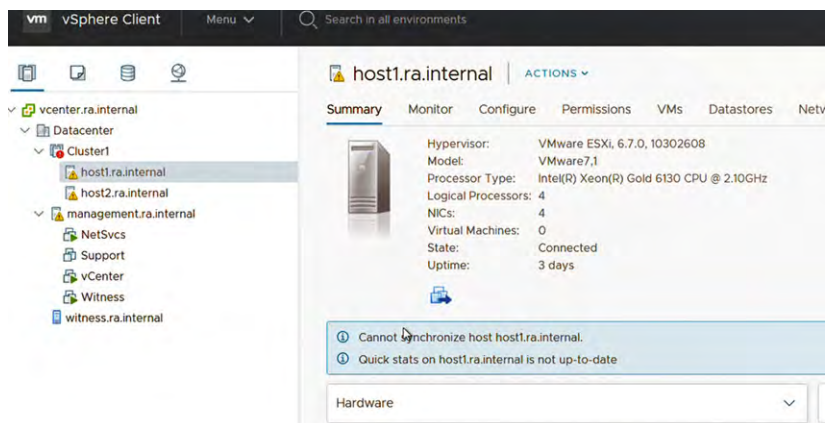 vm vSphere Client Menu Search in all environments
host1.ra.internal ACTIONS
Summary Monitor Configure Permissions VMs Datastores Netw
vcenter.ra.internal
Datacenter
Cluster1
host1.ra.internal
host2.ra.internal
management.ra.internal
NetSvcs
Support
vCenter
Witness
witness.ra.internal
Hypervisor: VMware ESXi, 6.7.0, 10302608
Model: VMware7,1
Processor Type: Intel(R) Xeon(R) Gold 6130 CPU @ 2.10GHz
Logical Processors: 4
NICs: 4
Virtual Machines: 0
State: Connected
Uptime: 3 days
Cannot synchronize host host1.ra.internal.
Quick stats on host1.ra.internal is not up-to-date
Hardware